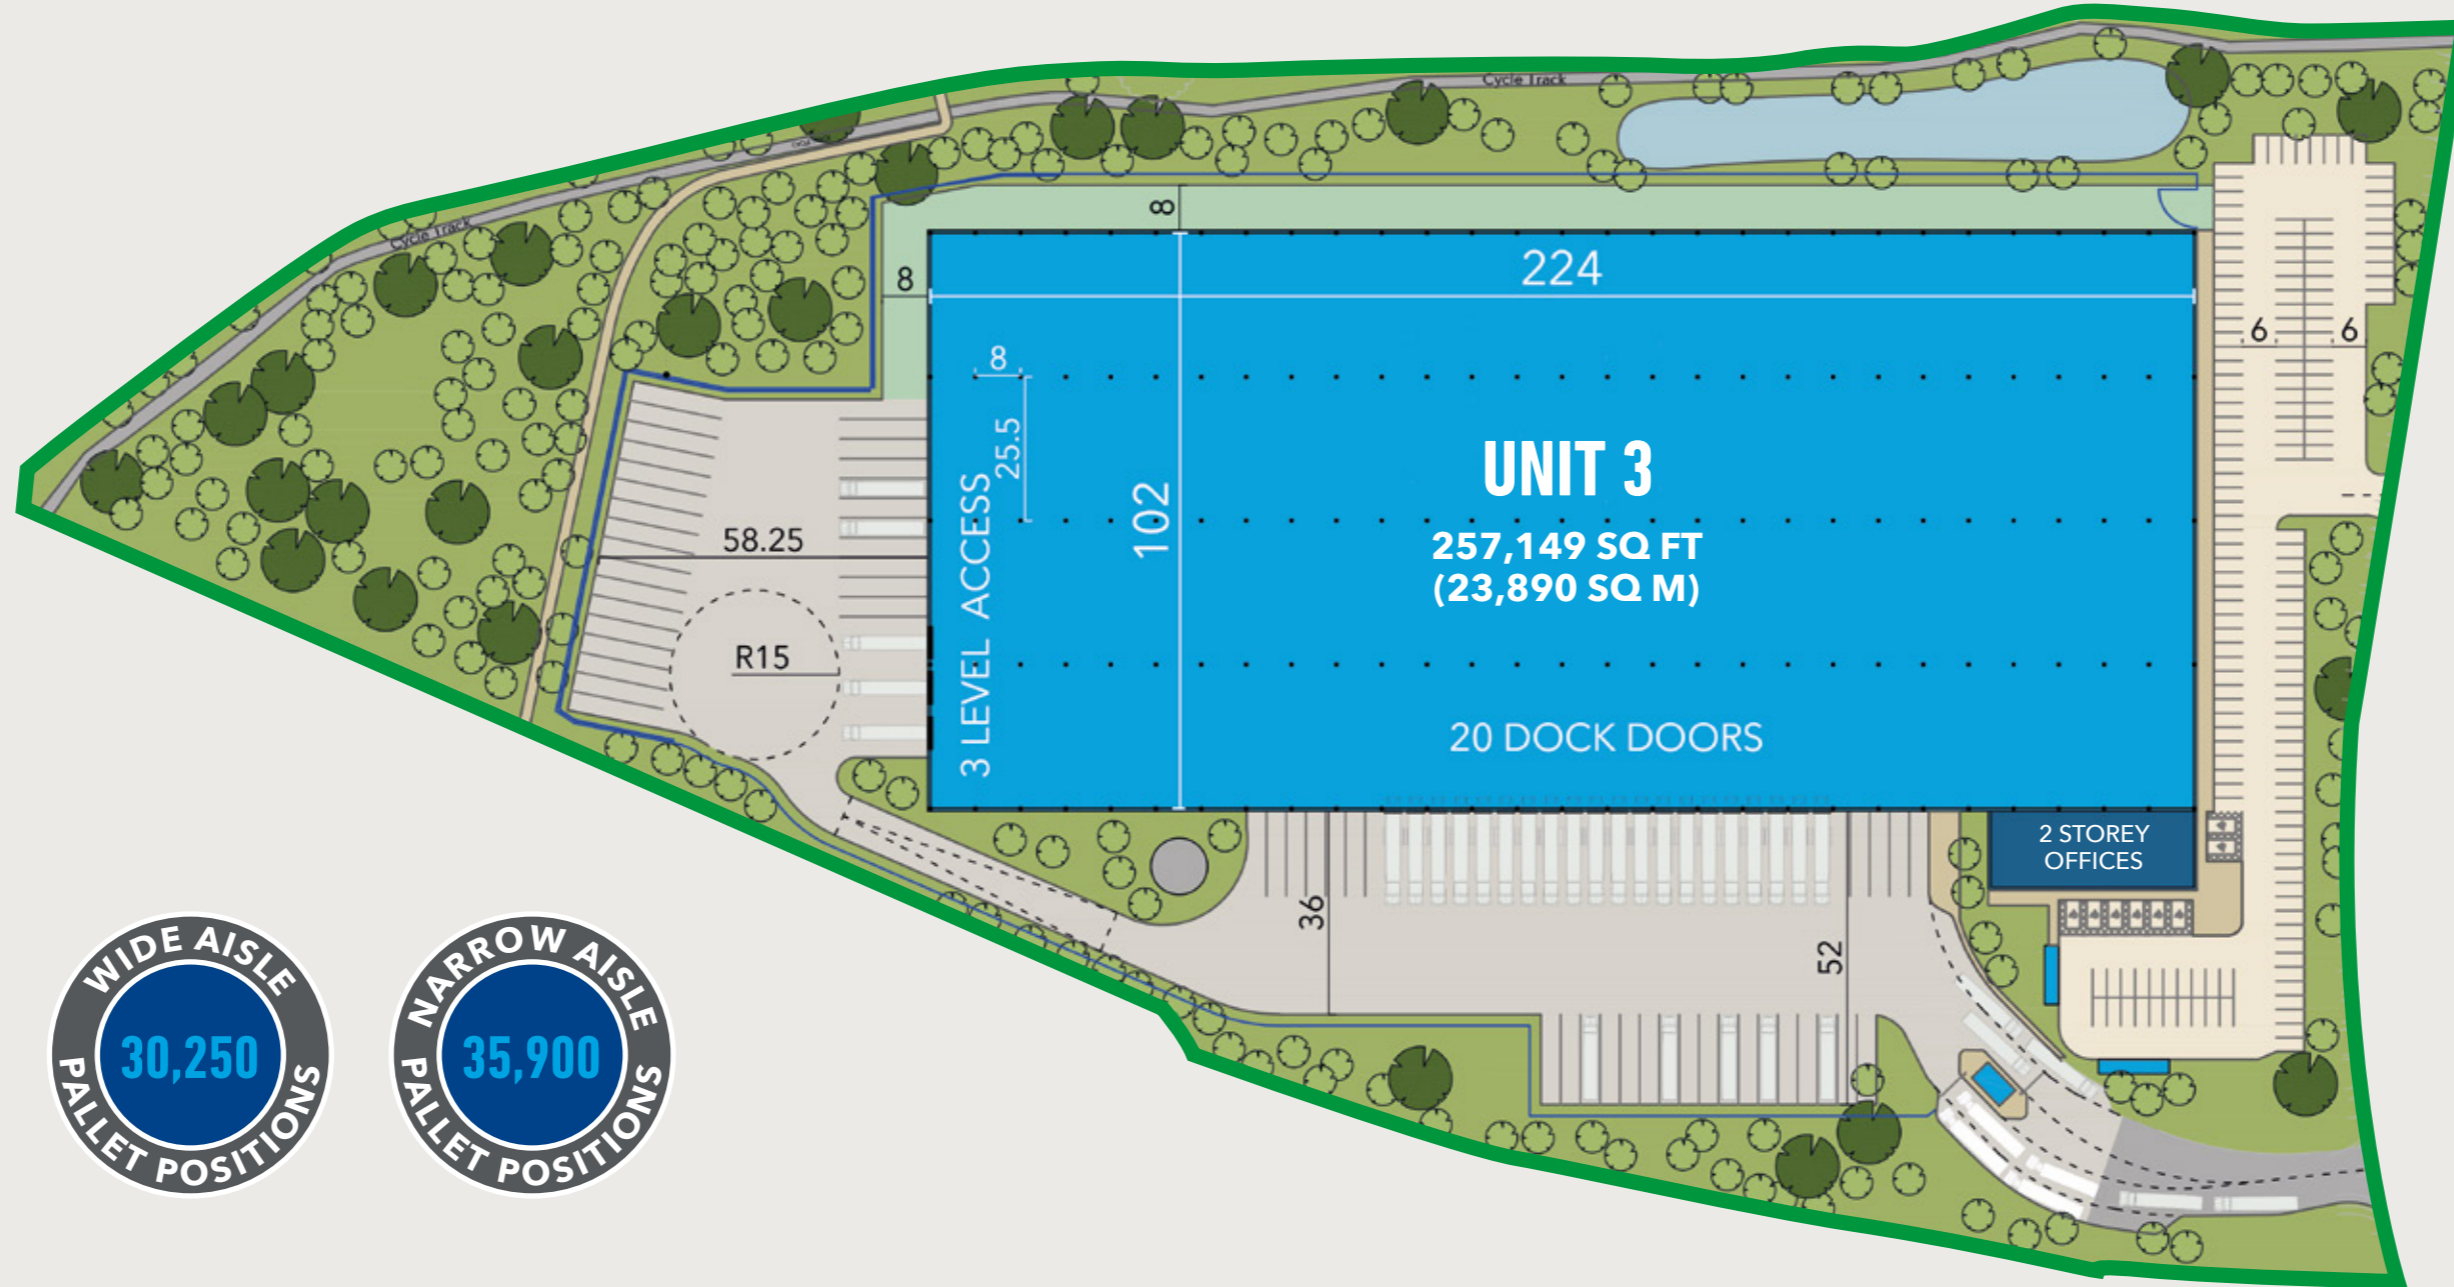 Cycle Track
Cycle Track
8
8
224
6
6
8
25.5
3 LEVEL ACCESS
102
UNIT 3
257,149 SQ FT
(23,890 SQ M)
58.25
R15
20 DOCK DOORS
2 STOREY
OFFICES
36
52
WIDE AISLE
30,250
PALLET POSITIONS
NARROW AISLE
35,900
PALLET POSITIONS